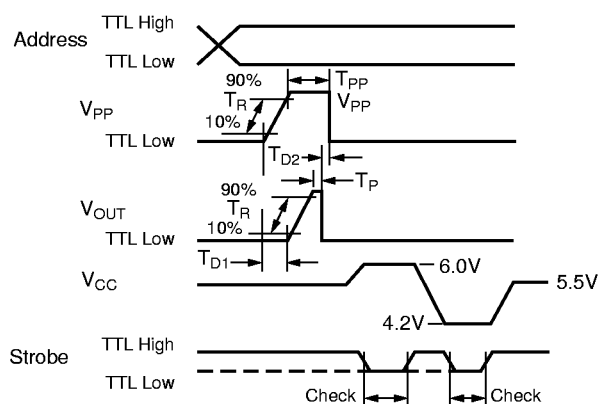 Address
TTL High
TTL Low
90%
T_R
10%
T_PP
V_PP
V_PP
TTL Low
T_D2
T_P
90%
T_R
10%
V_OUT
TTL Low
T_D1
V_CC
6.0V
5.5V
4.2V
Strobe
TTL High
TTL Low
Check
Check